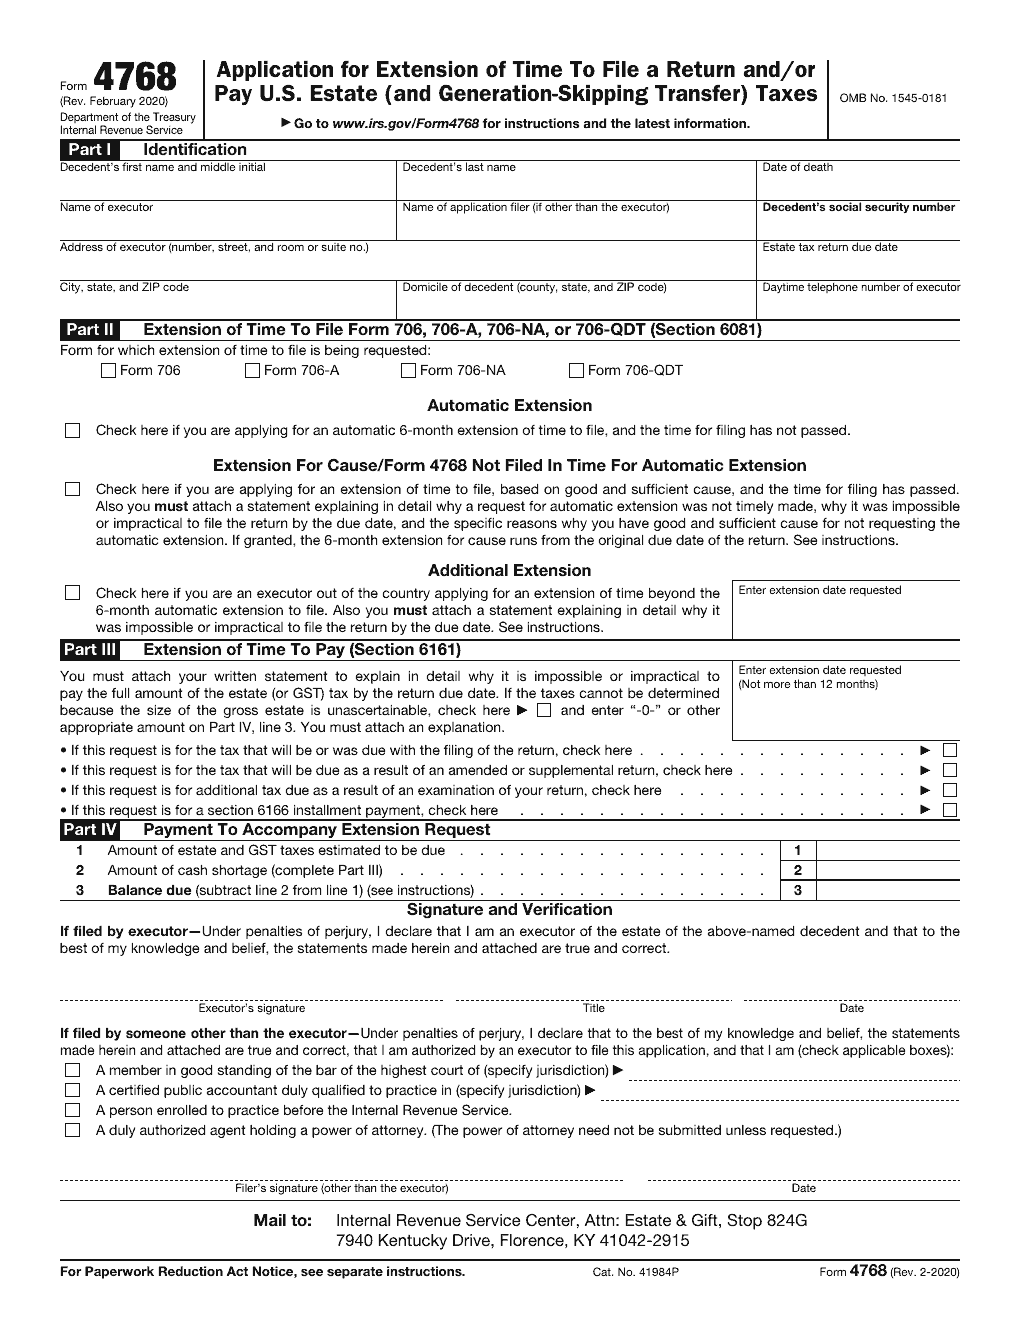 Form 4768
(Rev. February 2020)
Department of the Treasury
Internal Revenue Service
Application for Extension of Time To File a Return and/or
Pay U.S. Estate (and Generation-Skipping Transfer) Taxes
▶ Go to www.irs.gov/Form4768 for instructions and the latest information.
OMB No. 1545-0181
Part I Identification
Decedent's first name and middle initial
Decedent's last name
Date of death
Name of executor
Name of application filer (if other than the executor)
Decedent's social security number
Address of executor (number, street, and room or suite no.)
Estate tax return due date
City, state, and ZIP code
Domicile of decedent (county, state, and ZIP code)
Daytime telephone number of executor
Part II Extension of Time To File Form 706, 706-A, 706-NA, or 706-QDT (Section 6081)
Form for which extension of time to file is being requested:
Form 706 Form 706-A Form 706-NA Form 706-QDT
Automatic Extension
Check here if you are applying for an automatic 6-month extension of time to file, and the time for filing has not passed.
Extension For Cause/Form 4768 Not Filed In Time For Automatic Extension
Check here if you are applying for an extension of time to file, based on good and sufficient cause, and the time for filing has passed.
Also you must attach a statement explaining in detail why a request for automatic extension was not timely made, why it was impossible
or impractical to file the return by the due date, and the specific reasons why you have good and sufficient cause for not requesting the
automatic extension. If granted, the 6-month extension for cause runs from the original due date of the return. See instructions.
Additional Extension
Check here if you are an executor out of the country applying for an extension of time beyond the
6-month automatic extension to file. Also you must attach a statement explaining in detail why it
was impossible or impractical to file the return by the due date. See instructions.
Enter extension date requested
Part III Extension of Time To Pay (Section 6161)
You must attach your written statement to explain in detail why it is impossible or impractical to
pay the full amount of the estate (or GST) tax by the return due date. If the taxes cannot be determined
because the size of the gross estate is unascertainable, check here ▶ and enter “-0-” or other
appropriate amount on Part IV, line 3. You must attach an explanation.
Enter extension date requested
(Not more than 12 months)
• If this request is for the tax that will be or was due with the filing of the return, check here . . . . . . . . . . . . . . ▶
• If this request is for the tax that will be due as a result of an amended or supplemental return, check here . . . . . . . . . ▶
• If this request is for additional tax due as a result of an examination of your return, check here . . . . . . . . . . . . ▶
• If this request is for a section 6166 installment payment, check here . . . . . . . . . . . . . . . . . . . . ▶
Part IV Payment To Accompany Extension Request
1 Amount of estate and GST taxes estimated to be due . . . . . . . . . . . . . . . . 1
2 Amount of cash shortage (complete Part III) . . . . . . . . . . . . . . . . . . . 2
3 Balance due (subtract line 2 from line 1) (see instructions) . . . . . . . . . . . . . . . 3
Signature and Verification
If filed by executor—Under penalties of perjury, I declare that I am an executor of the estate of the above-named decedent and that to the
best of my knowledge and belief, the statements made herein and attached are true and correct.
Executor's signature
Title
Date
If filed by someone other than the executor—Under penalties of perjury, I declare that to the best of my knowledge and belief, the statements
made herein and attached are true and correct, that I am authorized by an executor to file this application, and that I am (check applicable boxes):
A member in good standing of the bar of the highest court of (specify jurisdiction) ▶
A certified public accountant duly qualified to practice in (specify jurisdiction) ▶
A person enrolled to practice before the Internal Revenue Service.
A duly authorized agent holding a power of attorney. (The power of attorney need not be submitted unless requested.)
Filer's signature (other than the executor)
Date
Mail to: Internal Revenue Service Center, Attn: Estate & Gift, Stop 824G
7940 Kentucky Drive, Florence, KY 41042-2915
For Paperwork Reduction Act Notice, see separate instructions.
Cat. No. 41984P
Form 4768 (Rev. 2-2020)